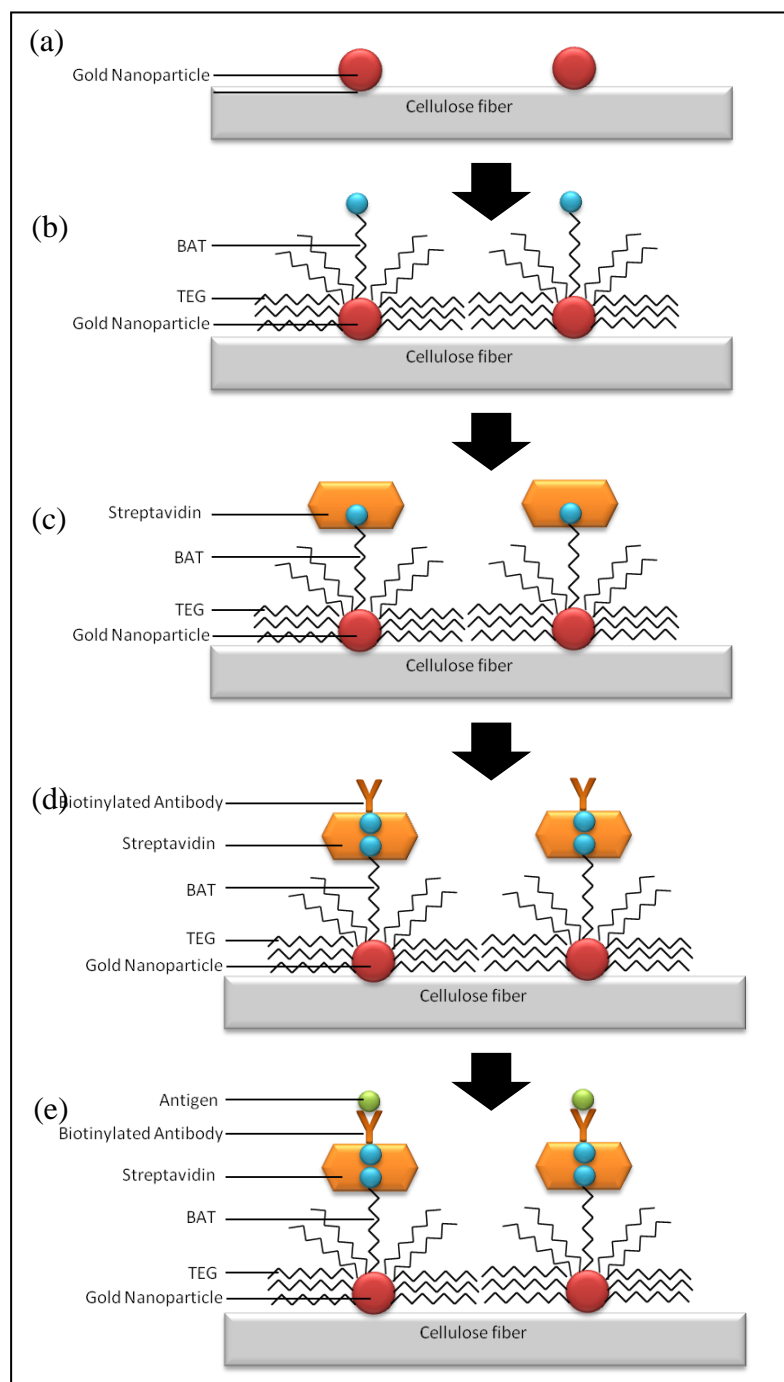 (a)
Gold Nanoparticle
Cellulose fiber
(b)
BAT
TEG
Gold Nanoparticle
Cellulose fiber
(c)
Streptavidin
BAT
TEG
Gold Nanoparticle
Cellulose fiber
(d)
Biotinylated Antibody
Streptavidin
BAT
TEG
Gold Nanoparticle
Cellulose fiber
(e)
Antigen
Biotinylated Antibody
Streptavidin
BAT
TEG
Gold Nanoparticle
Cellulose fiber